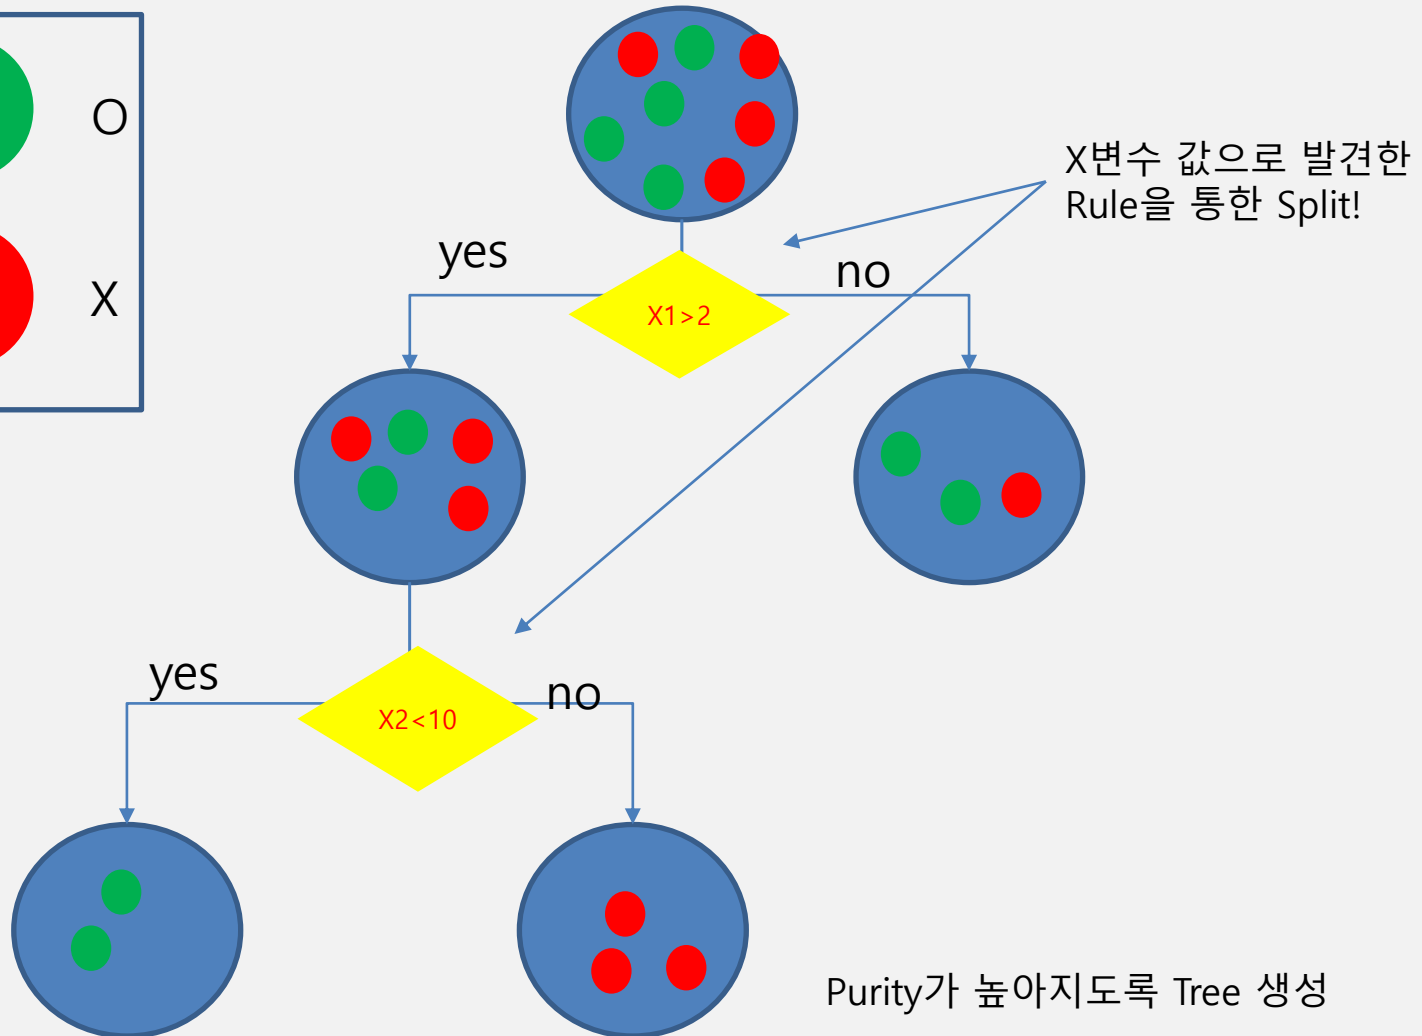 O
X
X변수 값으로 발견한
Rule을 통한 Split!
yes
no
X1>2
yes
no
X2<10
Purity가 높아지도록 Tree 생성